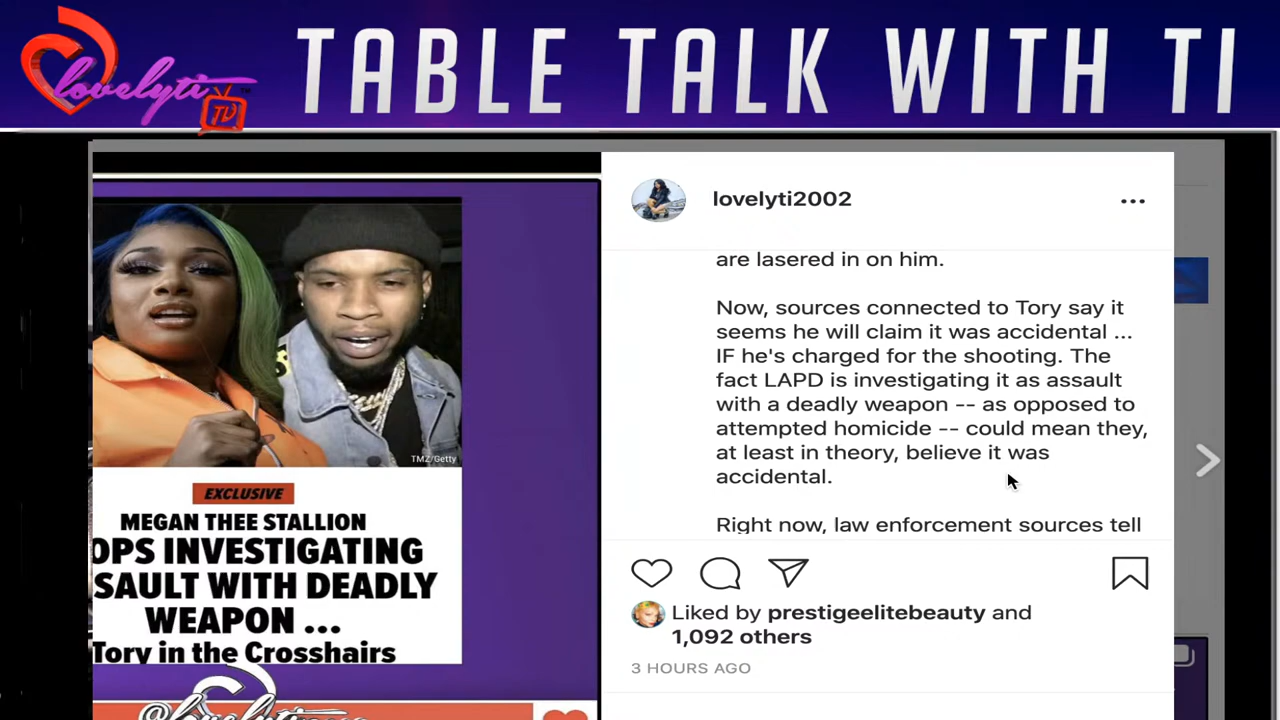 lovelyti
TV
TABLE TALK WITH TI
lovelyti2002
are lasered in on him.
Now, sources connected to Tory say it
seems he will claim it was accidental ...
IF he's charged for the shooting. The
fact LAPD is investigating it as assault
with a deadly weapon -- as opposed to
attempted homicide -- could mean they,
at least in theory, believe it was
accidental.
Right now, law enforcement sources tell
Liked by prestigeelitebeauty and
1,092 others
3 HOURS AGO
TMZ/Getty
EXCLUSIVE
MEGAN THEE STALLION
OPS INVESTIGATING
SAULT WITH DEADLY
WEAPON ...
Tory in the Crosshairs